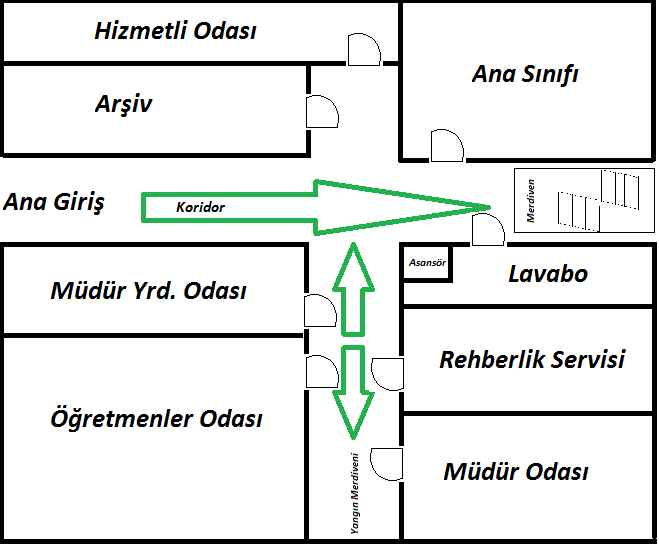 Hizmetli Odası
Ana Sınıfı
Arşiv
Merdiven
Ana Giriş
Koridor
Asansör
Lavabo
Müdür Yrd. Odası
Rehberlik Servisi
Öğretmenler Odası
Yangın Merdiveni
Müdür Odası